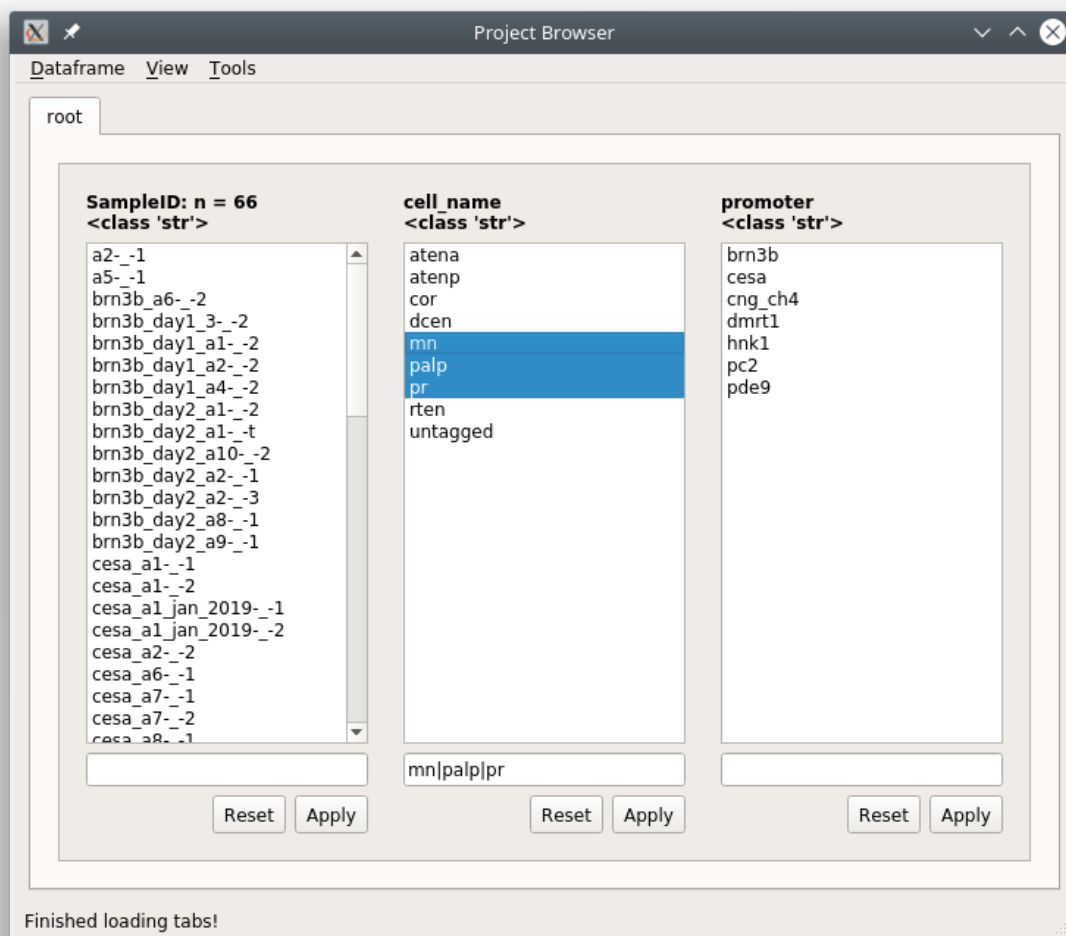 Project Browser
Dataframe View Tools
root
SampleID: n = 66
<class 'str'>
a2-_-1
a5-_-1
brn3b_a6-_-2
brn3b_day1_3-_-2
brn3b_day1_a1-_-2
brn3b_day1_a2-_-2
brn3b_day1_a4-_-2
brn3b_day2_a1-_-2
brn3b_day2_a1-_-t
brn3b_day2_a10-_-2
brn3b_day2_a2-_-1
brn3b_day2_a2-_-3
brn3b_day2_a8-_-1
brn3b_day2_a9-_-1
cesa_a1-_-1
cesa_a1-_-2
cesa_a1_jan_2019-_-1
cesa_a1_jan_2019-_-2
cesa_a2-_-2
cesa_a6-_-1
cesa_a7-_-1
cesa_a7-_-2
cesa_a8-_-1
Reset Apply
cell_name
<class 'str'>
atena
atenp
cor
dcen
mn
palp
pr
rten
untagged
mn|palp|pr
Reset Apply
promoter
<class 'str'>
brn3b
cesa
cng_ch4
dmrt1
hnk1
pc2
pde9
Reset Apply
Finished loading tabs!